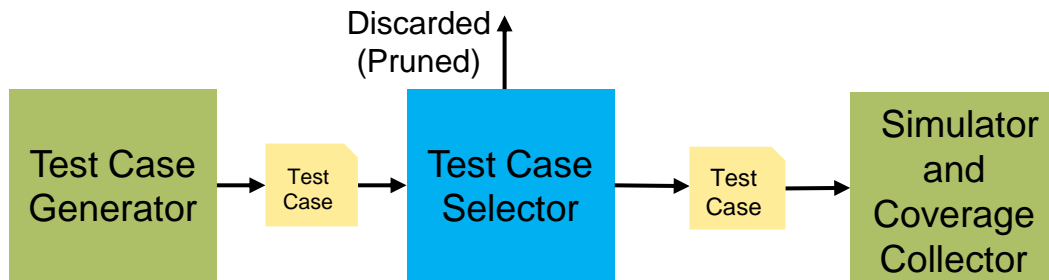 Discarded
(Pruned)
Test Case
Generator
Test
Case
Test Case
Selector
Test
Case
Simulator
and
Coverage
Collector